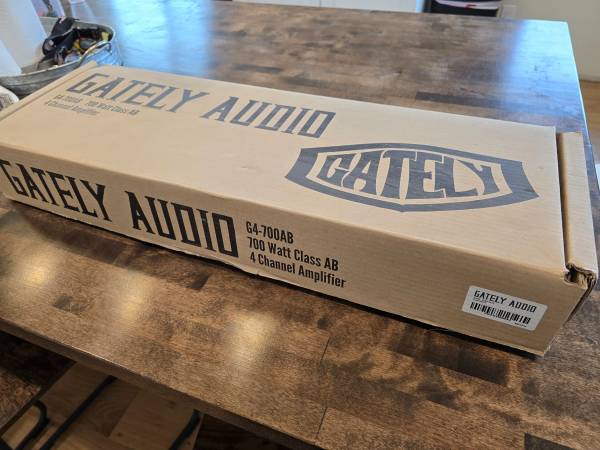 GATELY AUDIO
G4-700AB 700 Watt Class AB
4 Channel Amplifier
GATELY
GATELY AUDIO
G4-700AB
700 Watt Class AB
4 Channel Amplifier
GATELY AUDIO